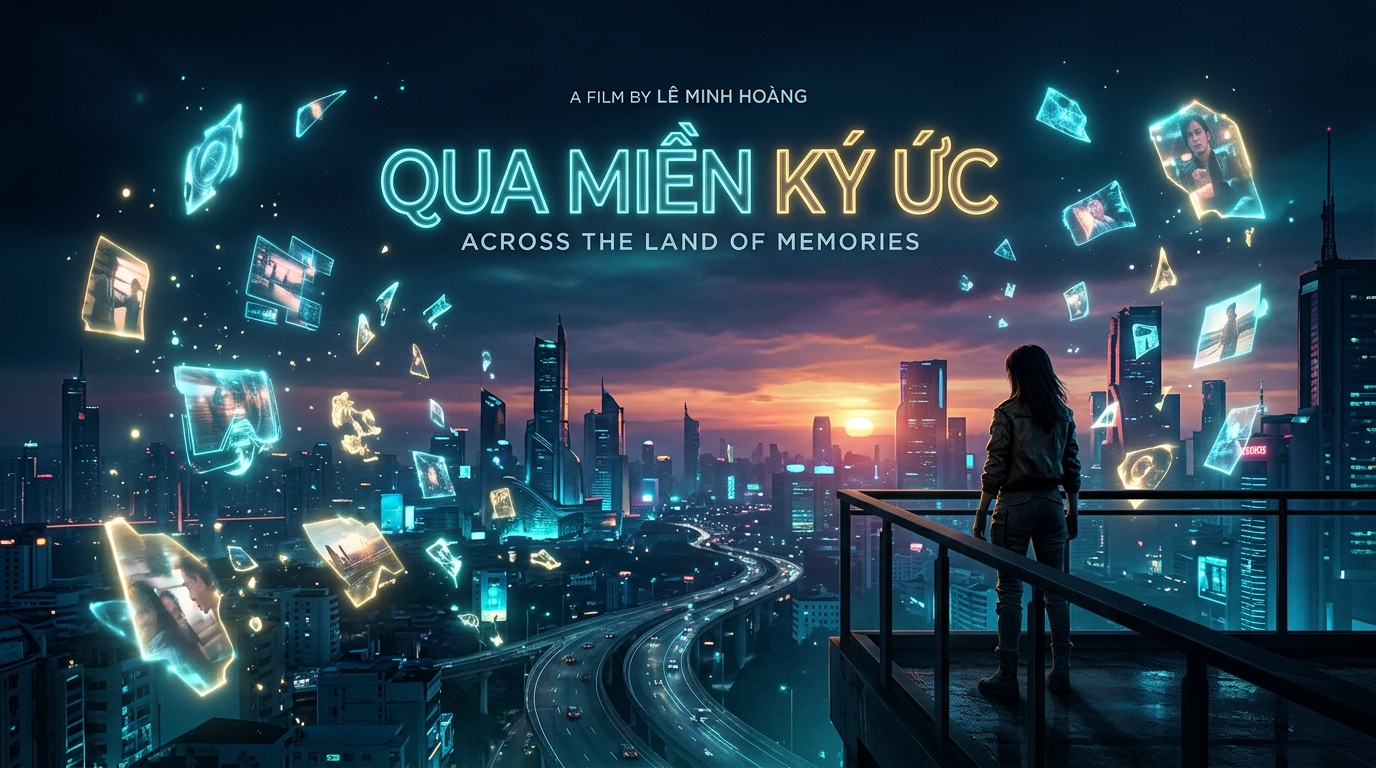 A FILM BY LÊ MINH HOÀNG
QUA MIỀN KÝ ỨC
ACROSS THE LAND OF MEMORIES